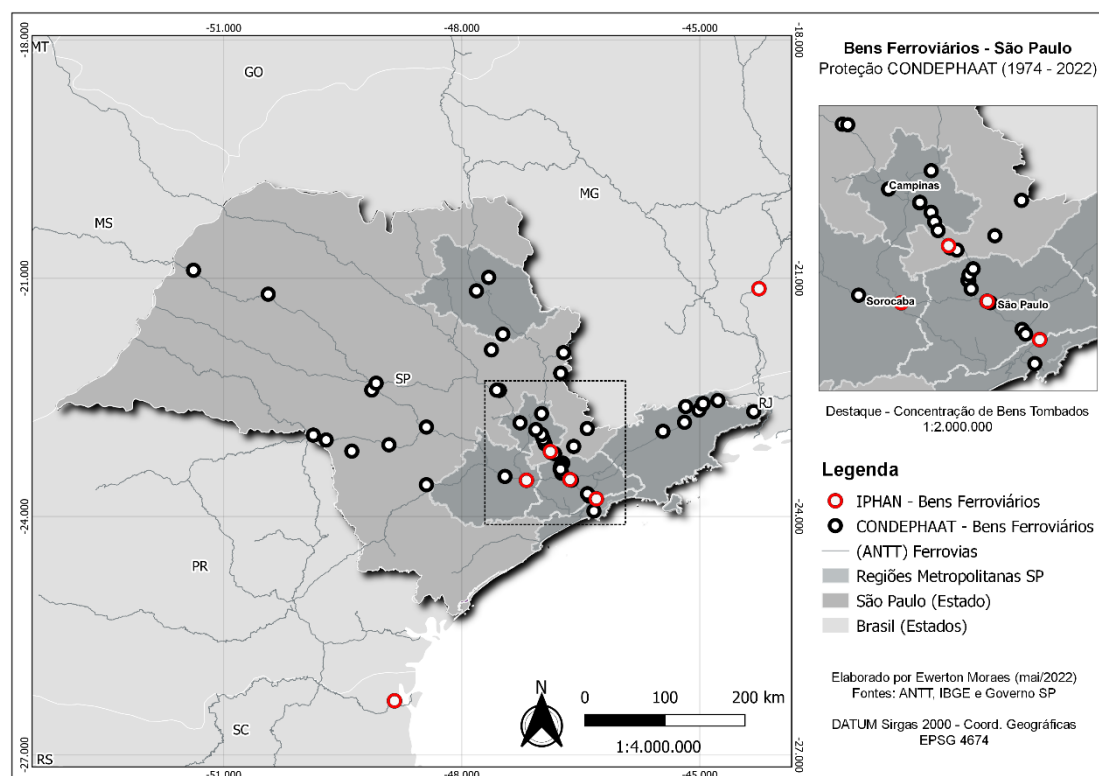 -51.000
-48.000
-45.000
-18.000
-18.000
MT
GO
MG
MS
-21.000
-21.000
SP
RJ
-24.000
-24.000
PR
SC
RS
-27.000
-27.000
-51.000
-48.000
-45.000
N
0 100 200 km
1:4.000.000
Bens Ferroviários - São Paulo
Proteção CONDEPHAAT (1974 - 2022)
Campinas
Sorocaba
São Paulo
Destaque - Concentração de Bens Tombados
1:2.000.000
Legenda
IPHAN - Bens Ferroviários
CONDEPHAAT - Bens Ferroviários
(ANTT) Ferrovias
Regiões Metropolitanas SP
São Paulo (Estado)
Brasil (Estados)
Elaborado por Ewerton Moraes (mai/2022)
Fontes: ANTT, IBGE e Governo SP
DATUM Sirgas 2000 - Coord. Geográficas
EPSG 4674